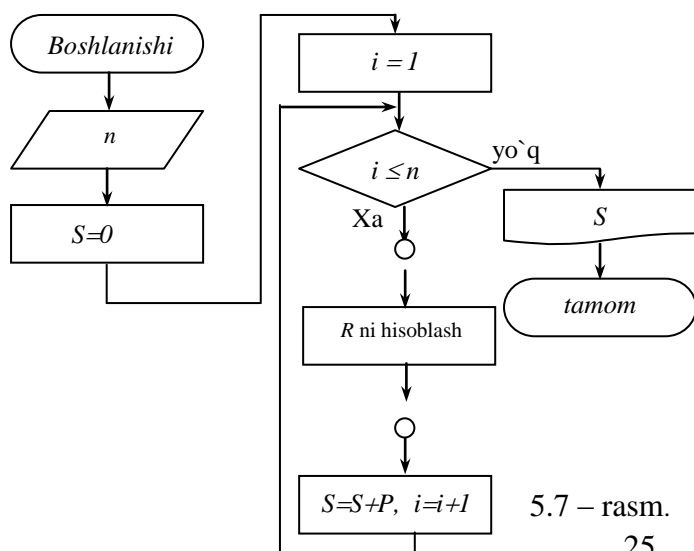 Boshlanishi
n
S=0
i = 1
i ≤ n
yo`q
Xa
S
tamom
R ni hisoblash
S=S+P, i=i+1
5.7 – rasm.
25